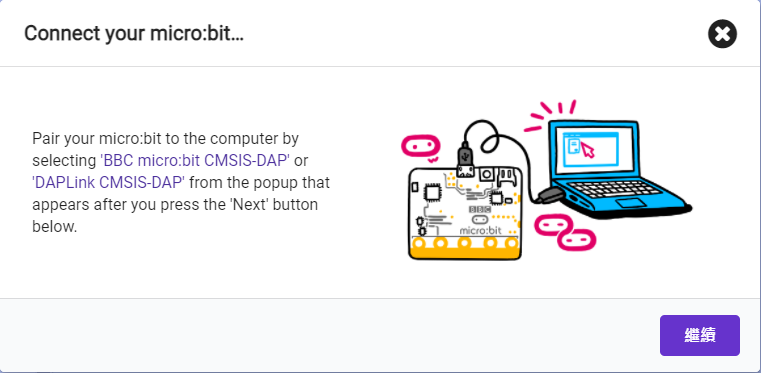 Connect your micro:bit...
Pair your micro:bit to the computer by
selecting 'BBC micro:bit CMSIS-DAP' or
'DAPLink CMSIS-DAP' from the popup that
appears after you press the 'Next' button
below.
BBC
micro:bit
繼續